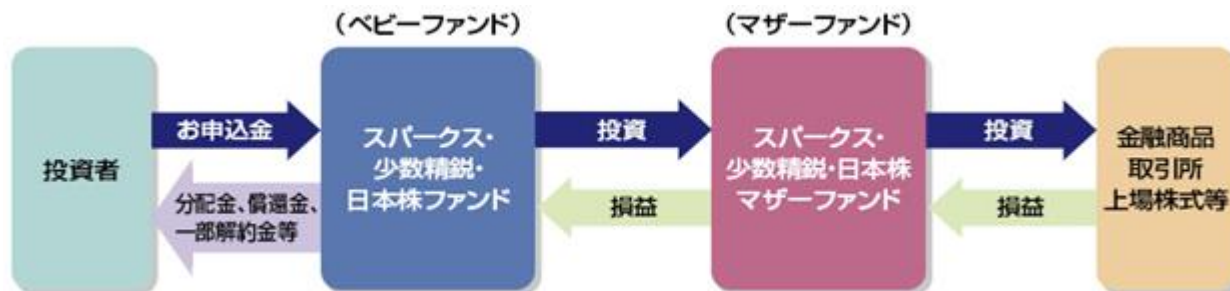 （ベビーファンド）
（マザーファンド）
投資者
お申込金
分配金、償還金、
一部解約金等
スパークス・
少数精鋭・
日本株ファンド
投資
損益
スパークス・
少数精鋭・日本株
マザーファンド
投資
損益
金融商品
取引所
上場株式等